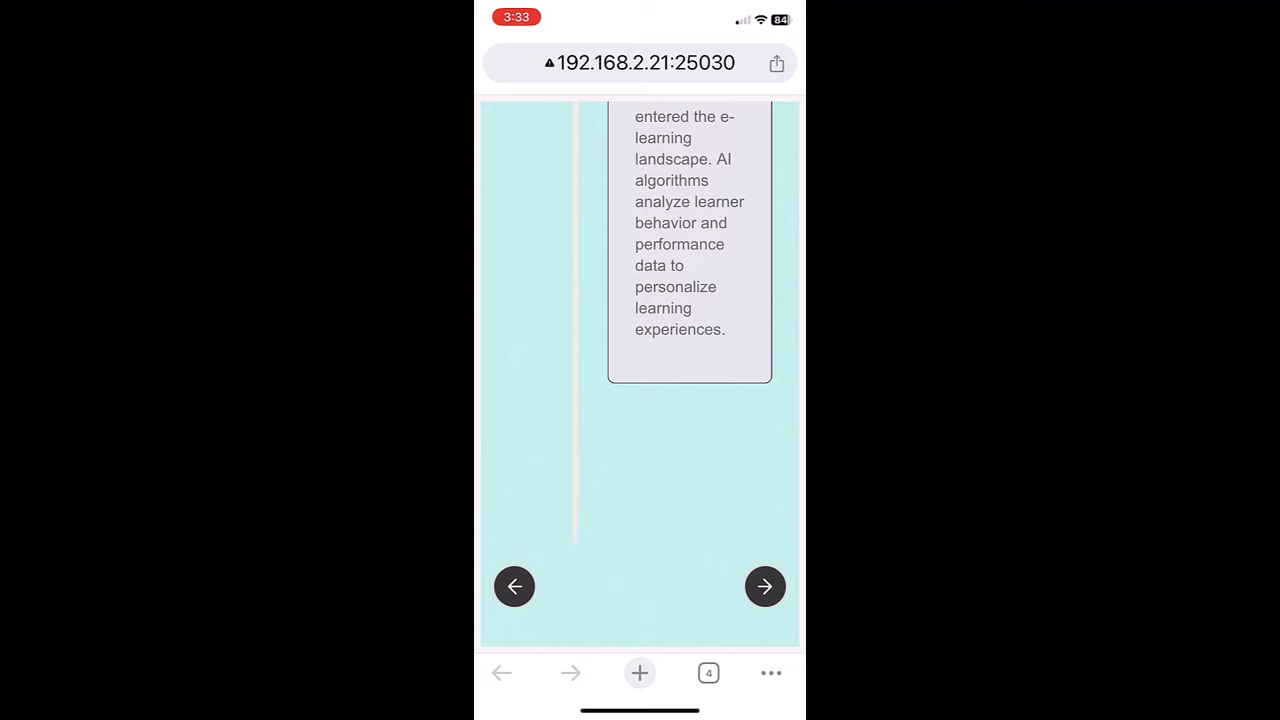 3:33
84
192.168.2.21:25030
entered the e-
learning
landscape. AI
algorithms
analyze learner
behavior and
performance
data to
personalize
learning
experiences.
4